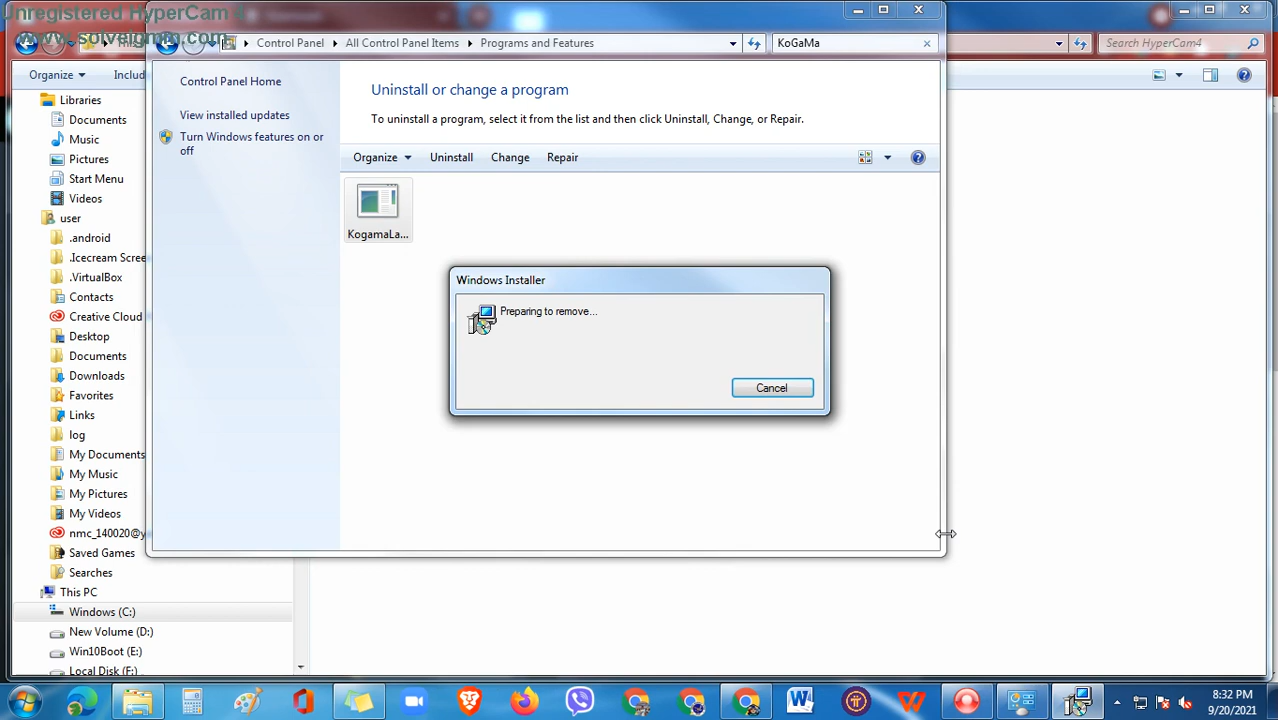 Unregistered HyperCam 4
www.solveigmm.com
Control Panel
All Control Panel Items
Programs and Features
KoGaMa
Search HyperCam4
Organize
Includ
Control Panel Home
View installed updates
Turn Windows features on or
off
Uninstall or change a program
To uninstall a program, select it from the list and then click Uninstall, Change, or Repair.
Organize
Uninstall
Change
Repair
KogamaLa...
Windows Installer
Preparing to remove...
Cancel
Libraries
Documents
Music
Pictures
Start Menu
Videos
user
.android
.Icecream Scree
.VirtualBox
Contacts
Creative Cloud
Desktop
Documents
Downloads
Favorites
Links
log
My Documents
My Music
My Pictures
My Videos
nmc_140020@y
Saved Games
Searches
This PC
Windows (C:)
New Volume (D:)
Win10Boot (E:)
Local Disk (F:)
8:32 PM
9/20/2021